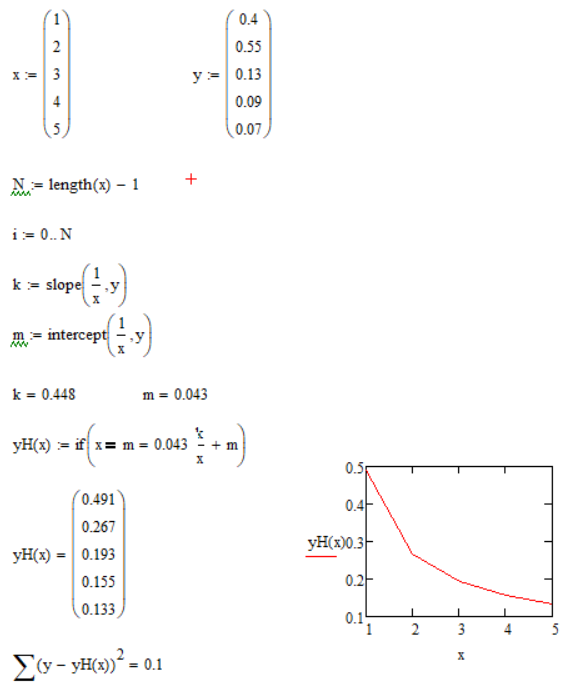 x := (1 2 3 4 5) y := (0.4 0.55 0.13 0.09 0.07)
N := length(x) − 1
i := 0.. N
k := slope(1/x , y)
m := intercept(1/x , y)
k = 0.448 m = 0.043
yH(x) := if(x = m = 0.043 k/x + m)
yH(x) = (0.491 0.267 0.193 0.155 0.133)
∑(y − yH(x))² = 0.1
0.5
0.4
yH(x) 0.3
0.2
0.1
1 2 3 4 5
x